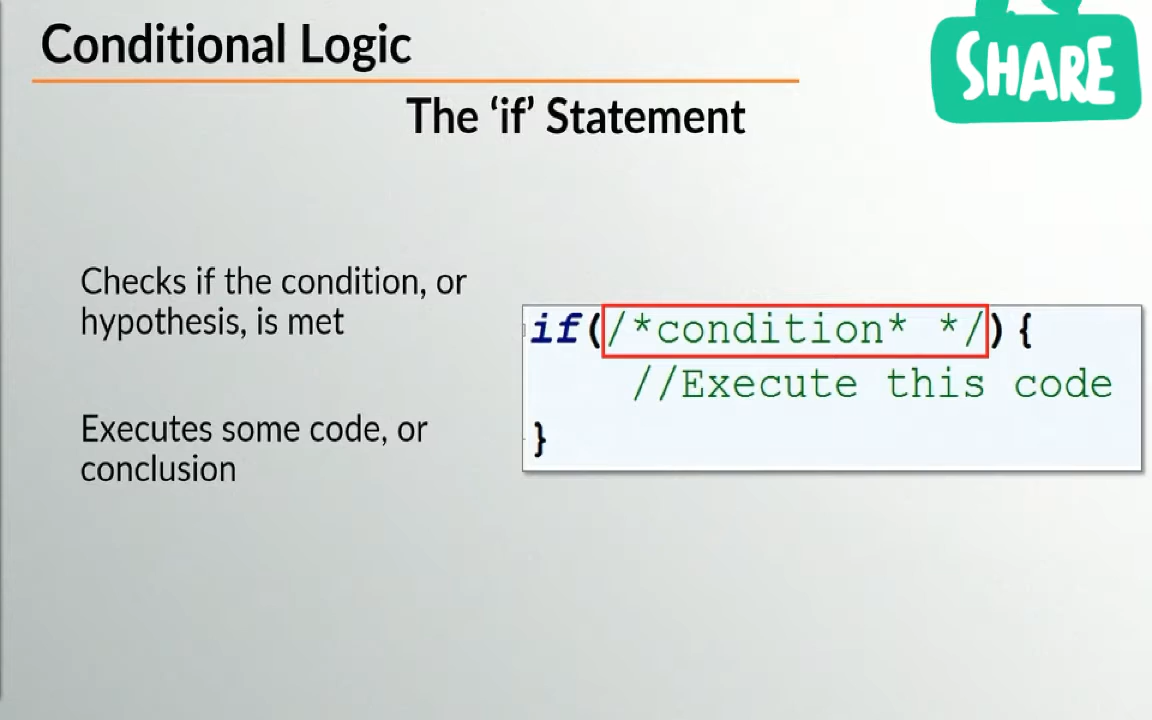 Conditional Logic
SHARE
The ‘if’ Statement
Checks if the condition, or
hypothesis, is met
Executes some code, or
conclusion
if(/*condition* */){
//Execute this code
}